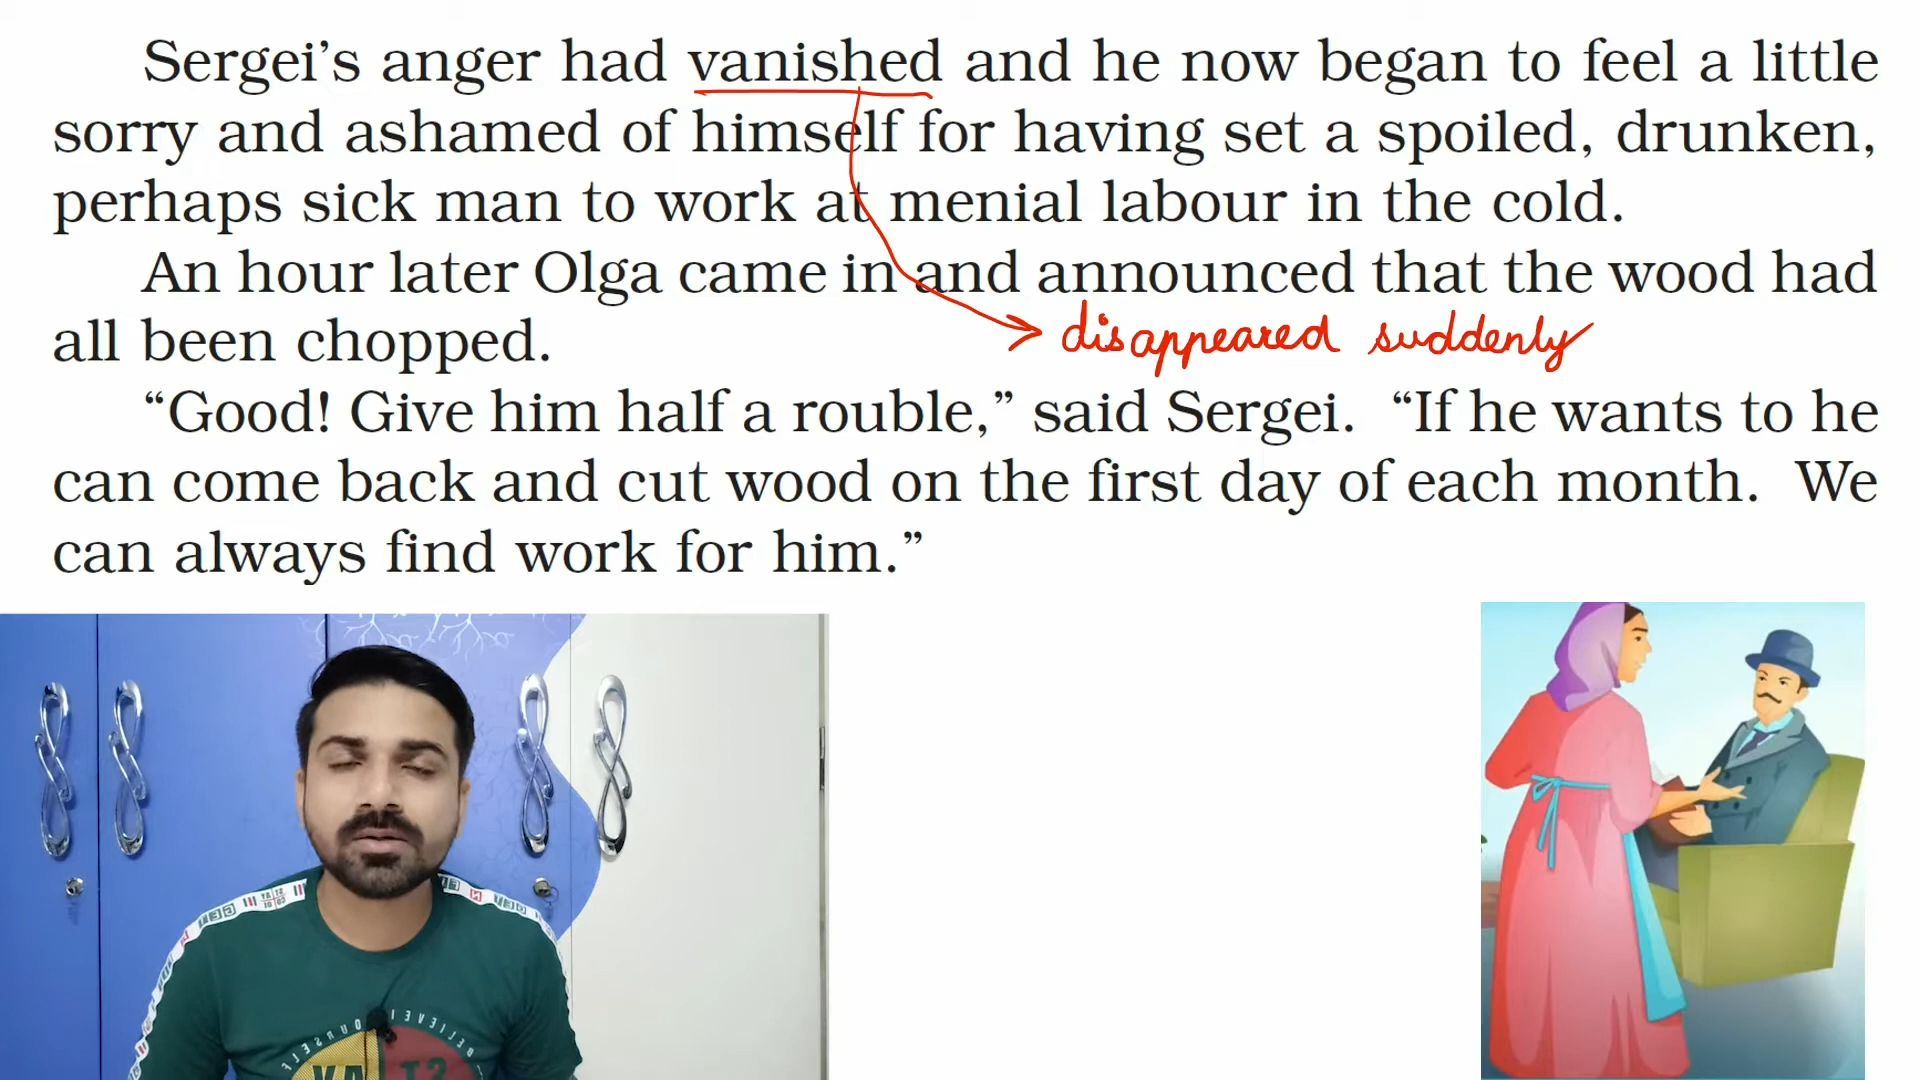 Sergei’s anger had vanished and he now began to feel a little
sorry and ashamed of himself for having set a spoiled, drunken,
perhaps sick man to work at menial labour in the cold.
An hour later Olga came in and announced that the wood had
all been chopped.
disappeared suddenly
“Good! Give him half a rouble,” said Sergei. “If he wants to he
can come back and cut wood on the first day of each month. We
can always find work for him.”